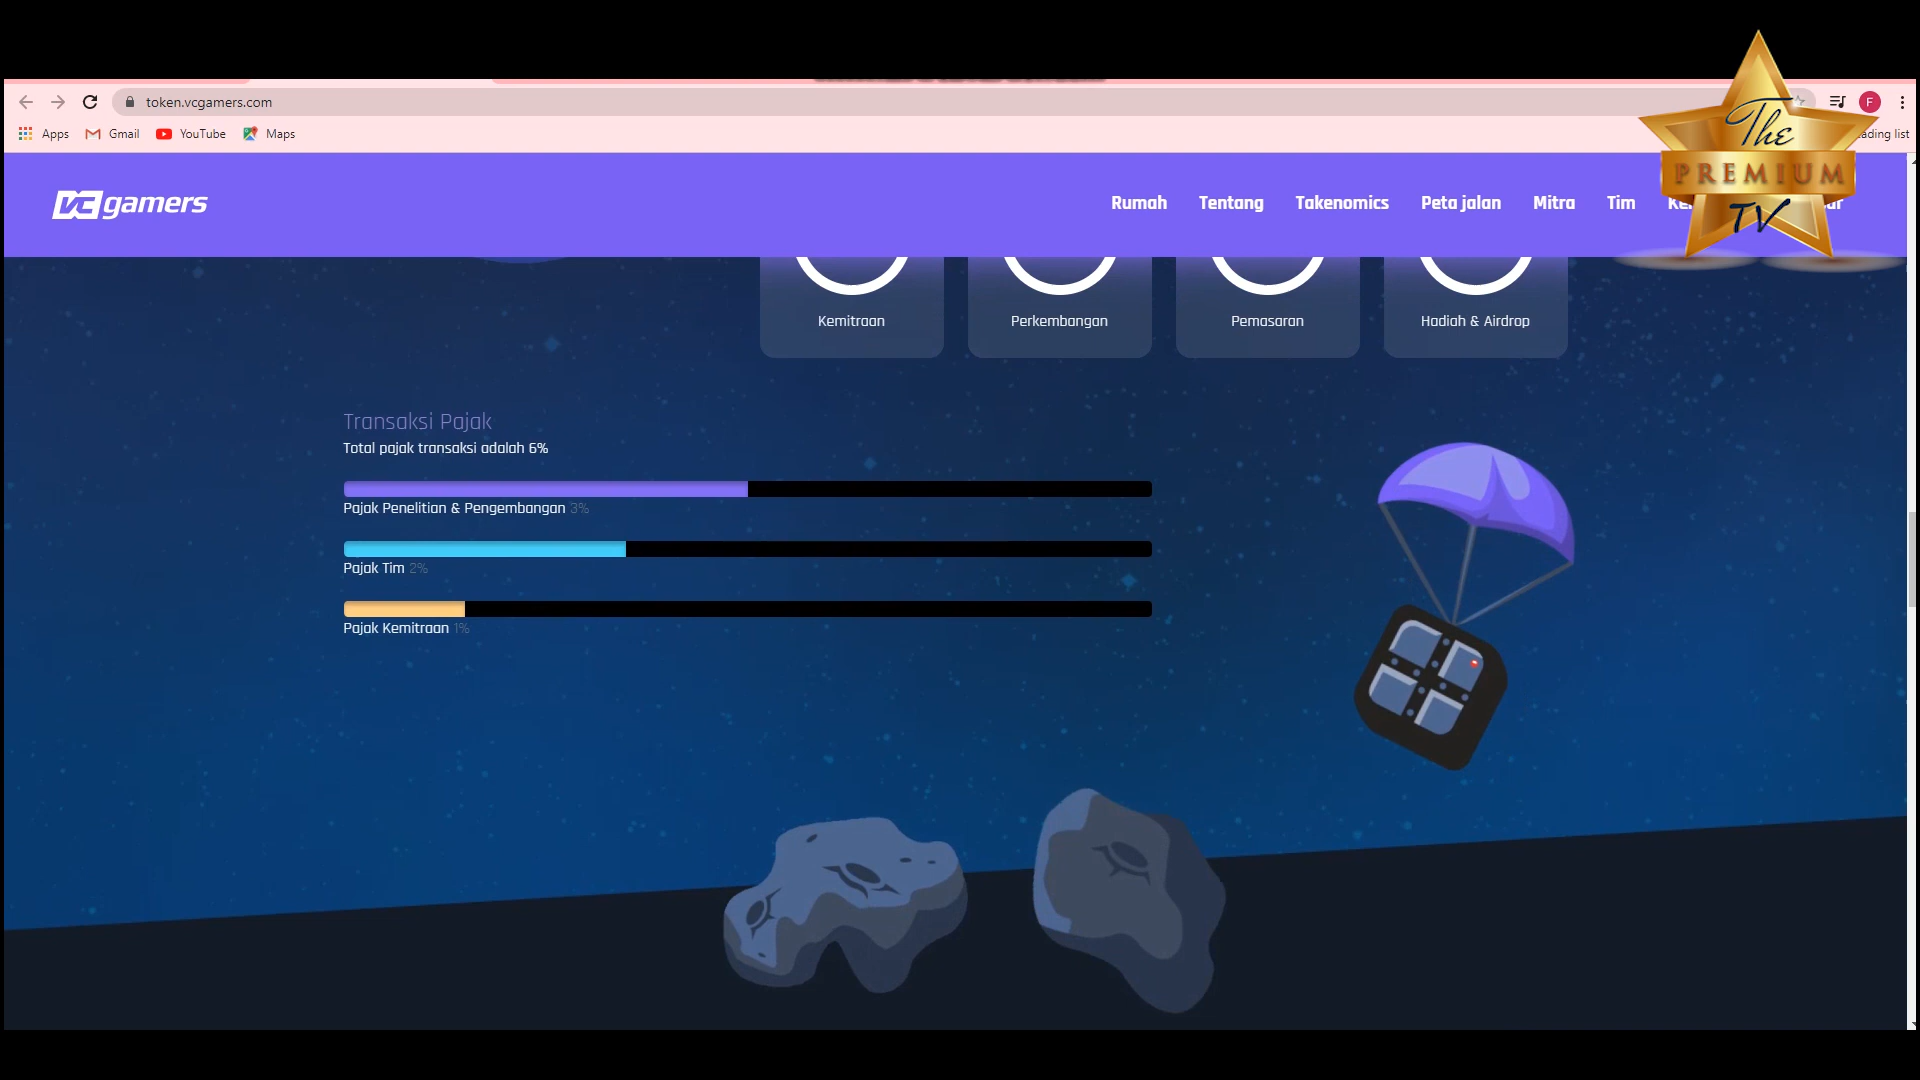 token.vcgamers.com
Apps
Gmail
YouTube
Maps
The
PREMIUM
TV
VCgamers
Rumah
Tentang
Takenomics
Peta jalan
Mitra
Tim
Kemitraan
Perkembangan
Pemasaran
Hadiah & Airdrop
Transaksi Pajak
Total pajak transaksi adalah 6%
Pajak Penelitian & Pengembangan 3%
Pajak Tim 2%
Pajak Kemitraan 1%
F
list